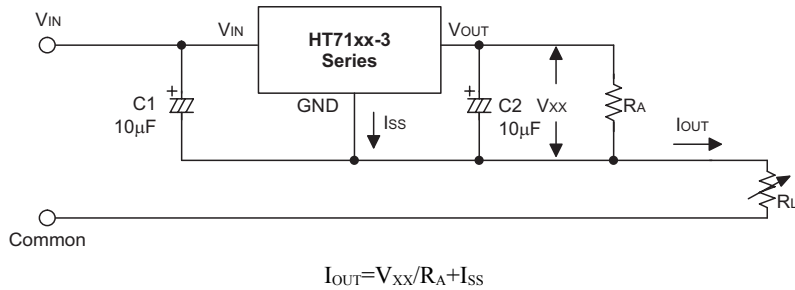 VIN
VIN
HT71xx-3
Series
VOUT
GND
C1
10μF
ISS
C2
10μF
VXX
RA
IOUT
RL
Common
IOUT=VXX/RA+ISS